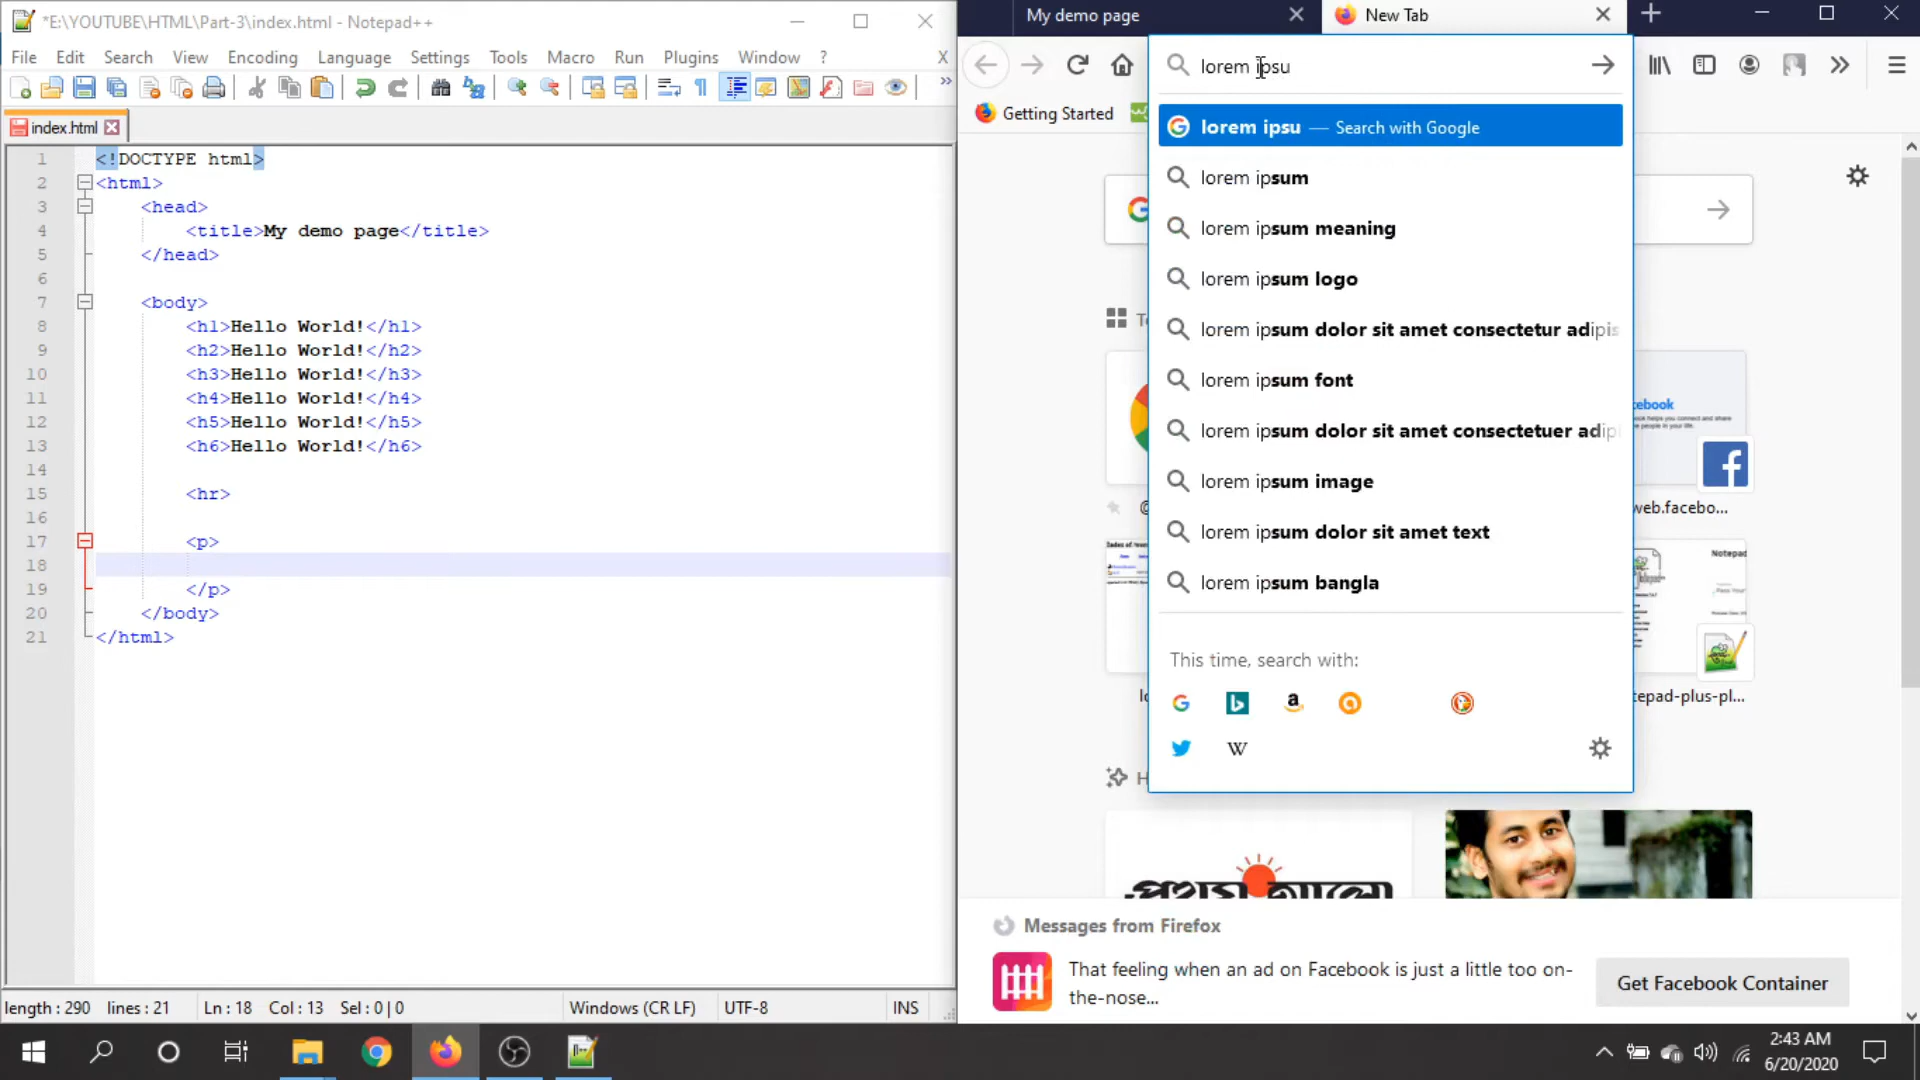 *E:\YOUTUBE\HTML\Part-3\index.html - Notepad++
File Edit Search View Encoding Language Settings Tools Macro Run Plugins Window ? X
index.html
1 <!DOCTYPE html>
2 <html>
3 <head>
4 <title>My demo page</title>
5 </head>
6
7 <body>
8 <h1>Hello World!</h1>
9 <h2>Hello World!</h2>
10 <h3>Hello World!</h3>
11 <h4>Hello World!</h4>
12 <h5>Hello World!</h5>
13 <h6>Hello World!</h6>
14
15 <hr>
16
17 <p>
18
19 </p>
20 </body>
21 </html>
length : 290 lines : 21 Ln : 18 Col : 13 Sel : 0 | 0 Windows (CR LF) UTF-8 INS
My demo page
New Tab
lorem ipsu
Getting Started
lorem ipsu — Search with Google
lorem ipsum
lorem ipsum meaning
lorem ipsum logo
lorem ipsum dolor sit amet consectetur adipis
lorem ipsum font
lorem ipsum dolor sit amet consectetuer adipi
lorem ipsum image
lorem ipsum dolor sit amet text
lorem ipsum bangla
This time, search with:
web.facebo...
tepad-plus-pl...
প্রথম আলো
Messages from Firefox
That feeling when an ad on Facebook is just a little too on-
the-nose...
Get Facebook Container
2:43 AM
6/20/2020